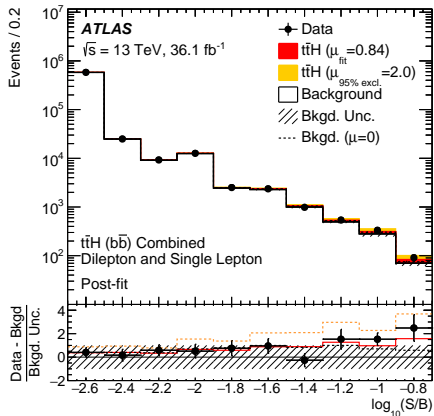 Events / 0.2
10⁷
10⁶
10⁵
10⁴
10³
10²
ATLAS
√s = 13 TeV, 36.1 fb⁻¹
tt̄H (bb̄) Combined
Dilepton and Single Lepton
Post-fit
Data
tt̄H (μ_fit=0.84)
tt̄H (μ_95% excl.=2.0)
Background
Bkgd. Unc.
Bkgd. (μ=0)
Data - Bkgd
Bkgd. Unc.
4
2
0
−2
−2.6 −2.4 −2.2 −2 −1.8 −1.6 −1.4 −1.2 −1 −0.8
log₁₀(S/B)